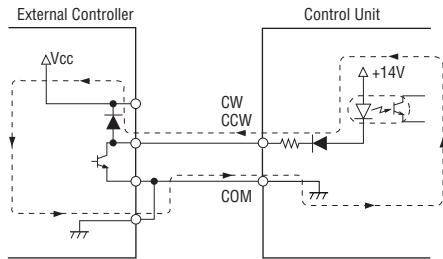 External Controller
Control Unit
Vcc
+14V
CW
CCW
COM